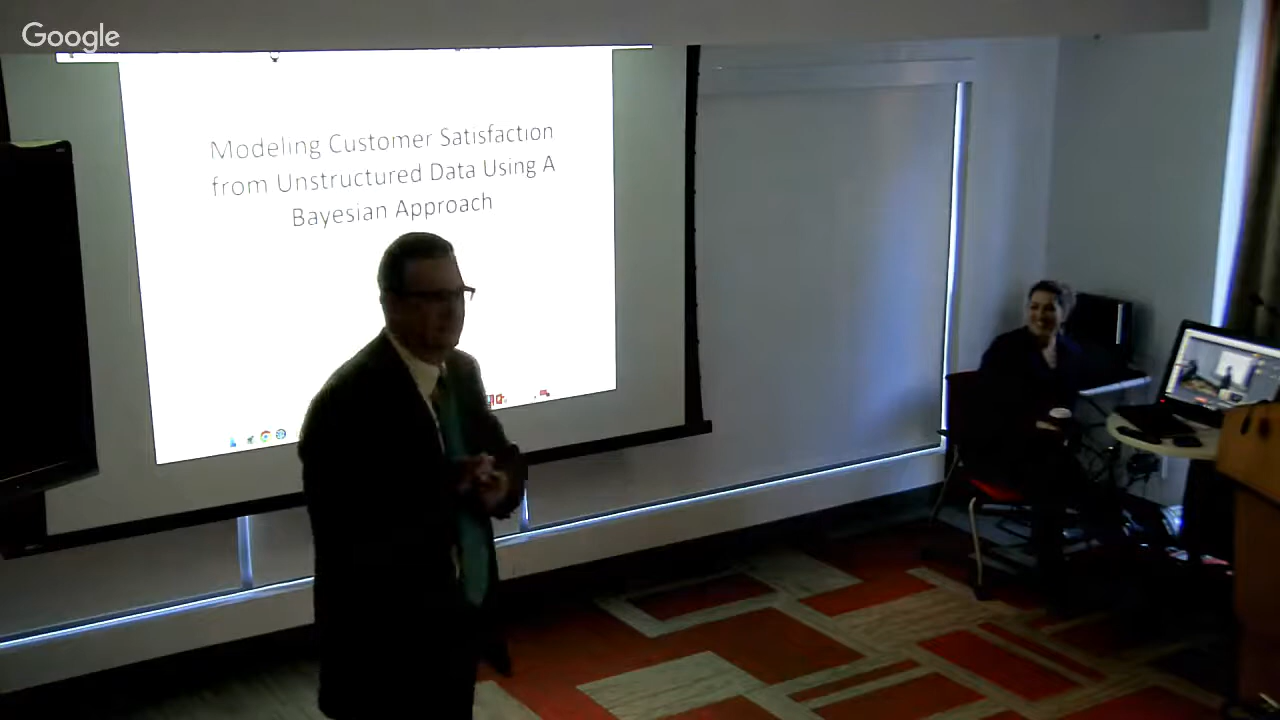 Google
Modeling Customer Satisfaction
from Unstructured Data Using A
Bayesian Approach